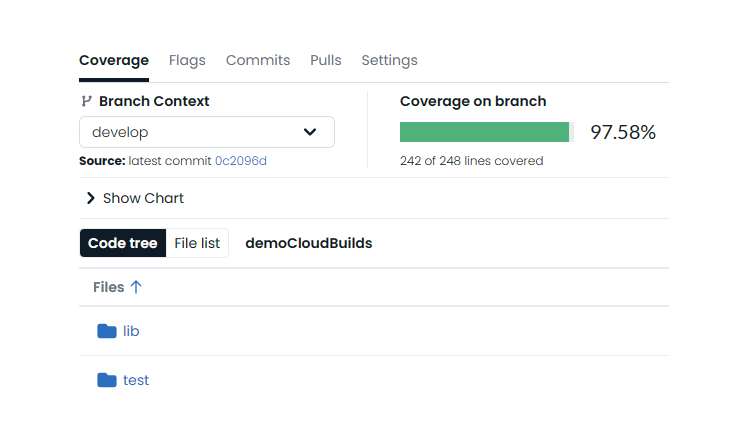 Coverage Flags Commits Pulls Settings
Branch Context
develop
Source: latest commit 0c2096d
Coverage on branch
97.58%
242 of 248 lines covered
Show Chart
Code tree File list demoCloudBuilds
Files
lib
test